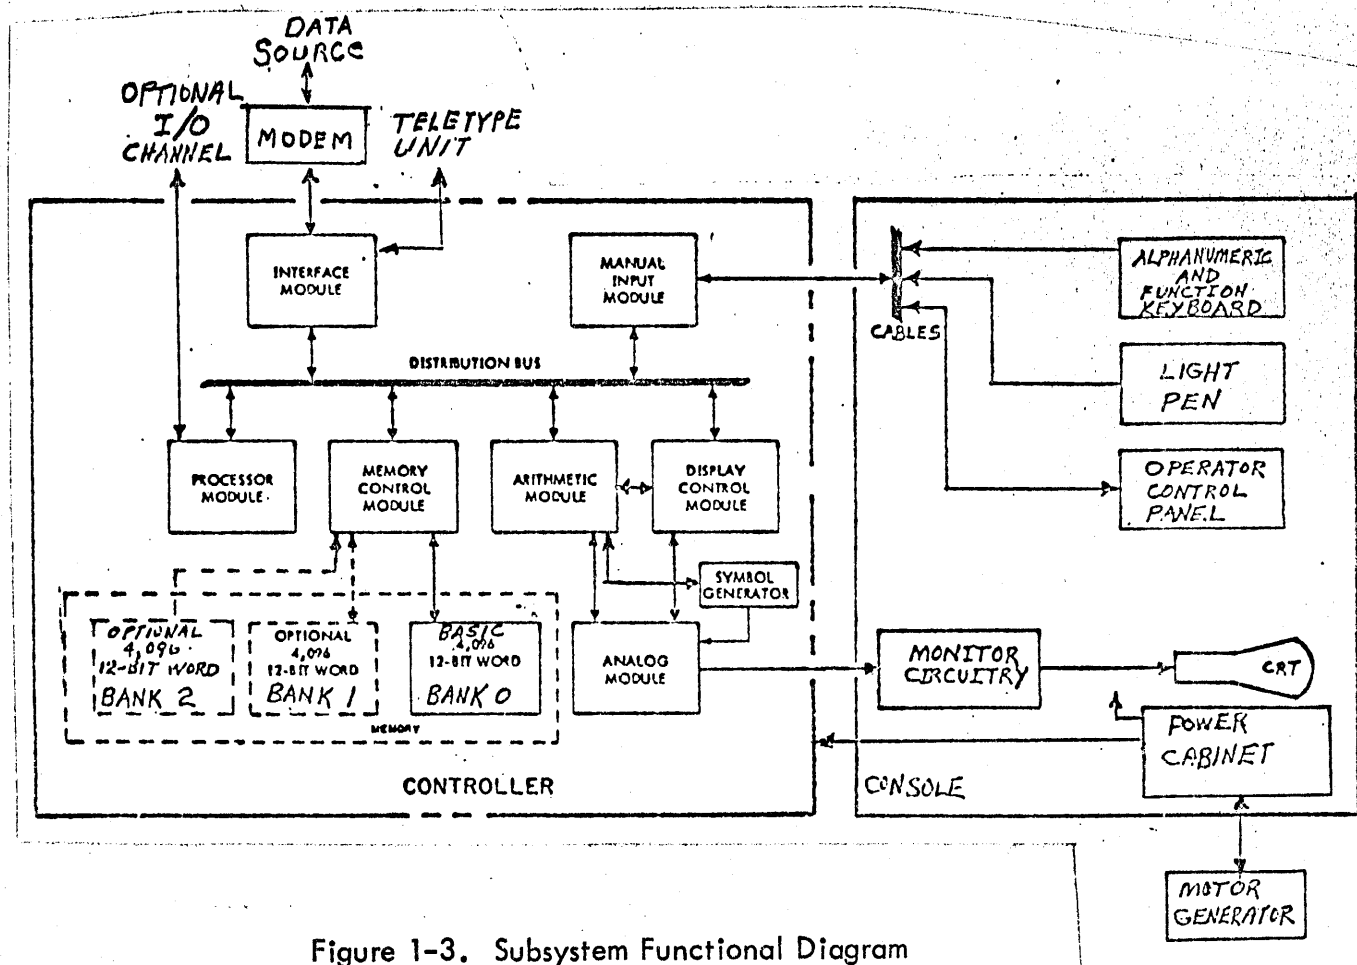 DATA
SOURCE
OPTIONAL
I/O
CHANNEL
MODEM
TELETYPE
UNIT
INTERFACE
MODULE
MANUAL
INPUT
MODULE
CABLES
ALPHANUMERIC
AND
FUNCTION
KEYBOARD
DISTRIBUTION BUS
LIGHT
PEN
PROCESSOR
MODULE
MEMORY
CONTROL
MODULE
ARITHMETIC
MODULE
DISPLAY
CONTROL
MODULE
OPERATOR
CONTROL
PANEL
SYMBOL
GENERATOR
OPTIONAL
4,096
12-BIT WORD
BANK 2
OPTIONAL
4,096
12-BIT WORD
BANK 1
BASIC
4,096
12-BIT WORD
BANK 0
MEMORY
ANALOG
MODULE
MONITOR
CIRCUITRY
CRT
POWER
CABINET
CONTROLLER
CONSOLE
MOTOR
GENERATOR
Figure 1-3. Subsystem Functional Diagram